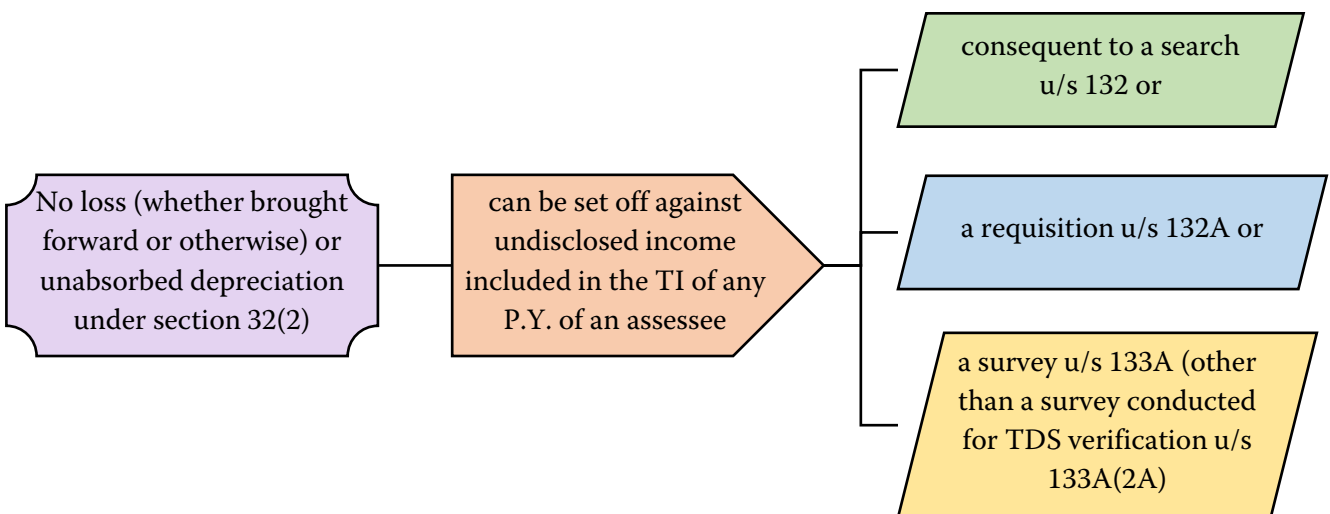 No loss (whether brought
forward or otherwise) or
unabsorbed depreciation
under section 32(2)
can be set off against
undisclosed income
included in the TI of any
P.Y. of an assessee
consequent to a search
u/s 132 or
a requisition u/s 132A or
a survey u/s 133A (other
than a survey conducted
for TDS verification u/s
133A(2A)